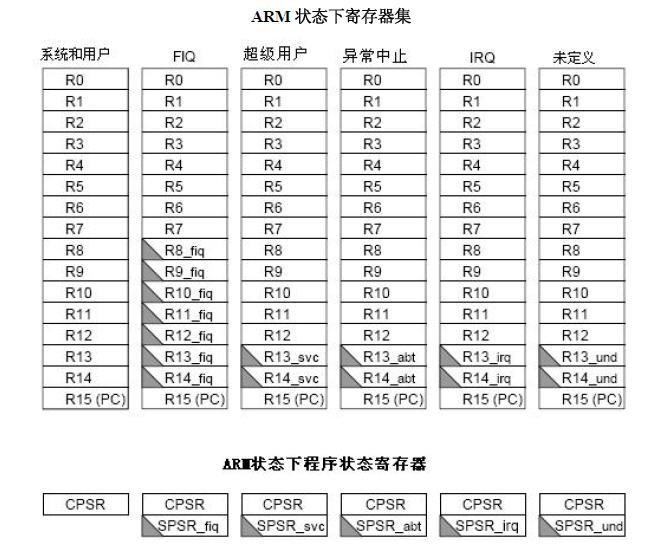 ARM 状态下寄存器集
系统和用户 FIQ 超级用户 异常中止 IRQ 未定义
R0 R0 R0 R0 R0 R0
R1 R1 R1 R1 R1 R1
R2 R2 R2 R2 R2 R2
R3 R3 R3 R3 R3 R3
R4 R4 R4 R4 R4 R4
R5 R5 R5 R5 R5 R5
R6 R6 R6 R6 R6 R6
R7 R7 R7 R7 R7 R7
R8 R8_fiq R8 R8 R8 R8
R9 R9_fiq R9 R9 R9 R9
R10 R10_fiq R10 R10 R10 R10
R11 R11_fiq R11 R11 R11 R11
R12 R12_fiq R12 R12 R12 R12
R13 R13_fiq R13_svc R13_abt R13_irq R13_und
R14 R14_fiq R14_svc R14_abt R14_irq R14_und
R15 (PC) R15 (PC) R15 (PC) R15 (PC) R15 (PC) R15 (PC)
ARM状态下程序状态寄存器
CPSR CPSR CPSR CPSR CPSR CPSR
SPSR_fiq SPSR_svc SPSR_abt SPSR_irq SPSR_und